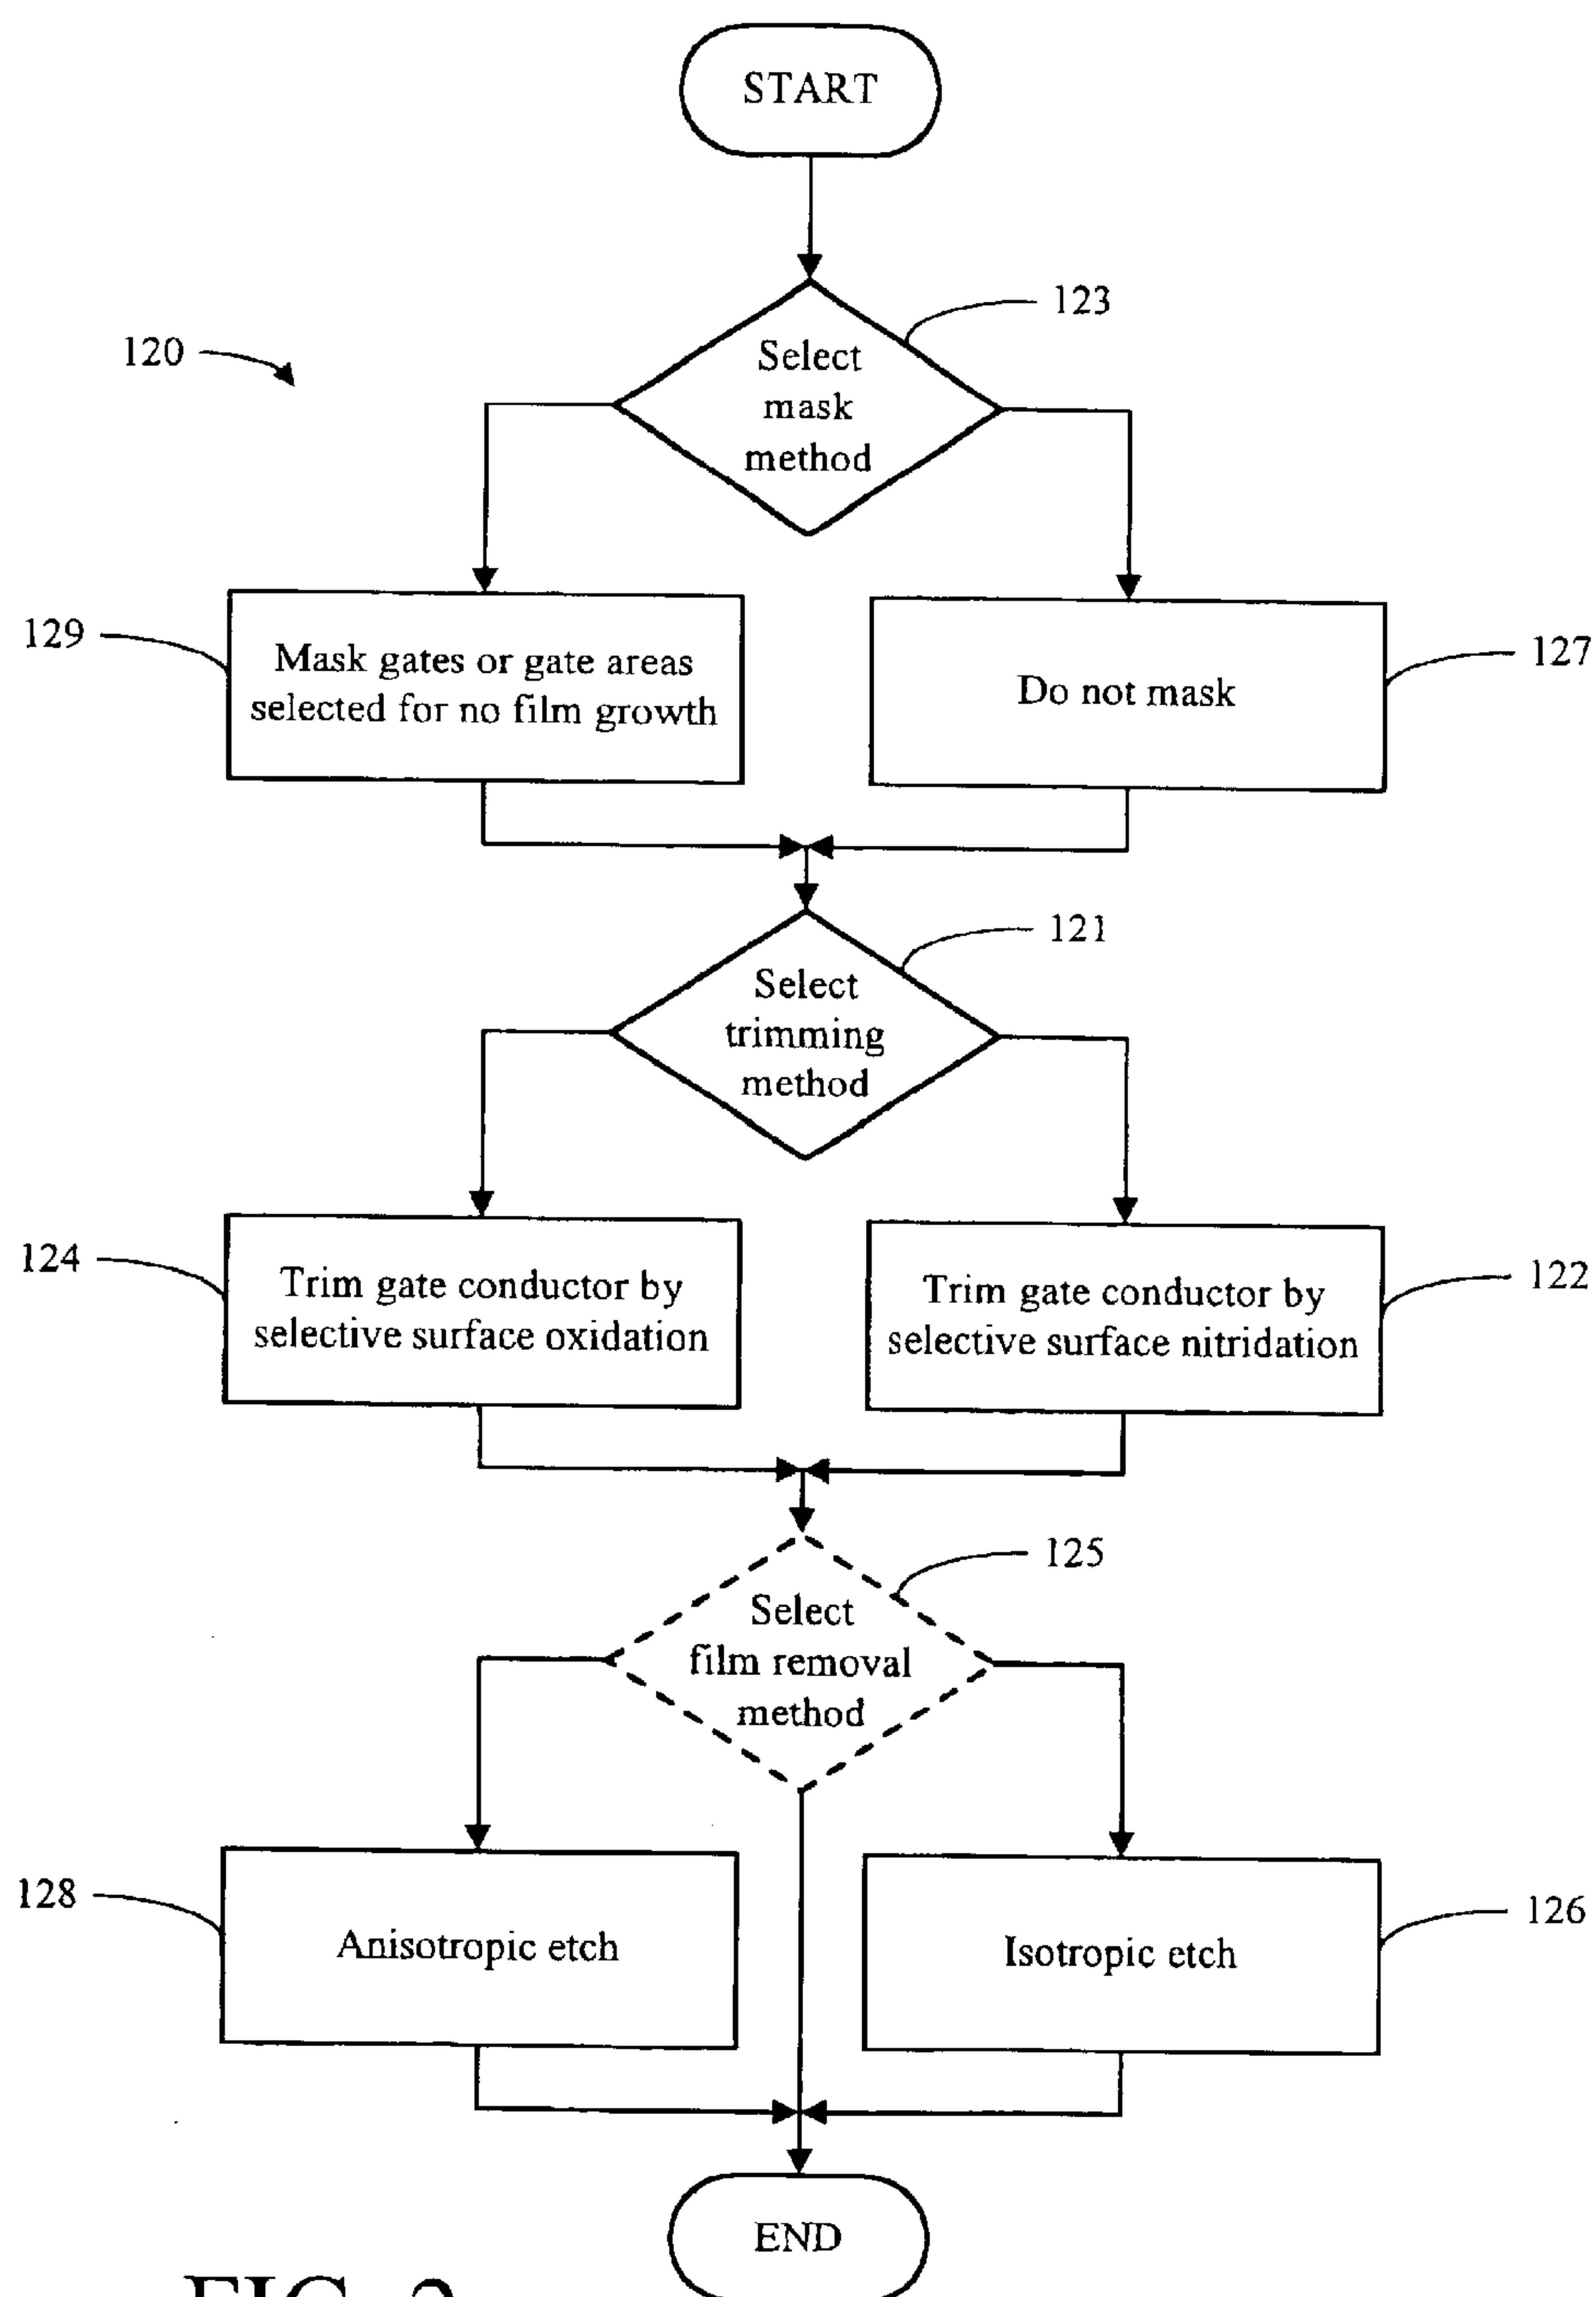 START
123
120
Select
mask
method
129
Mask gates or gate areas
selected for no film growth
Do not mask
127
121
Select
trimming
method
124
Trim gate conductor by
selective surface oxidation
Trim gate conductor by
selective surface nitridation
122
125
Select
film removal
method
128
Anisotropic etch
Isotropic etch
126
END
FIG. 2